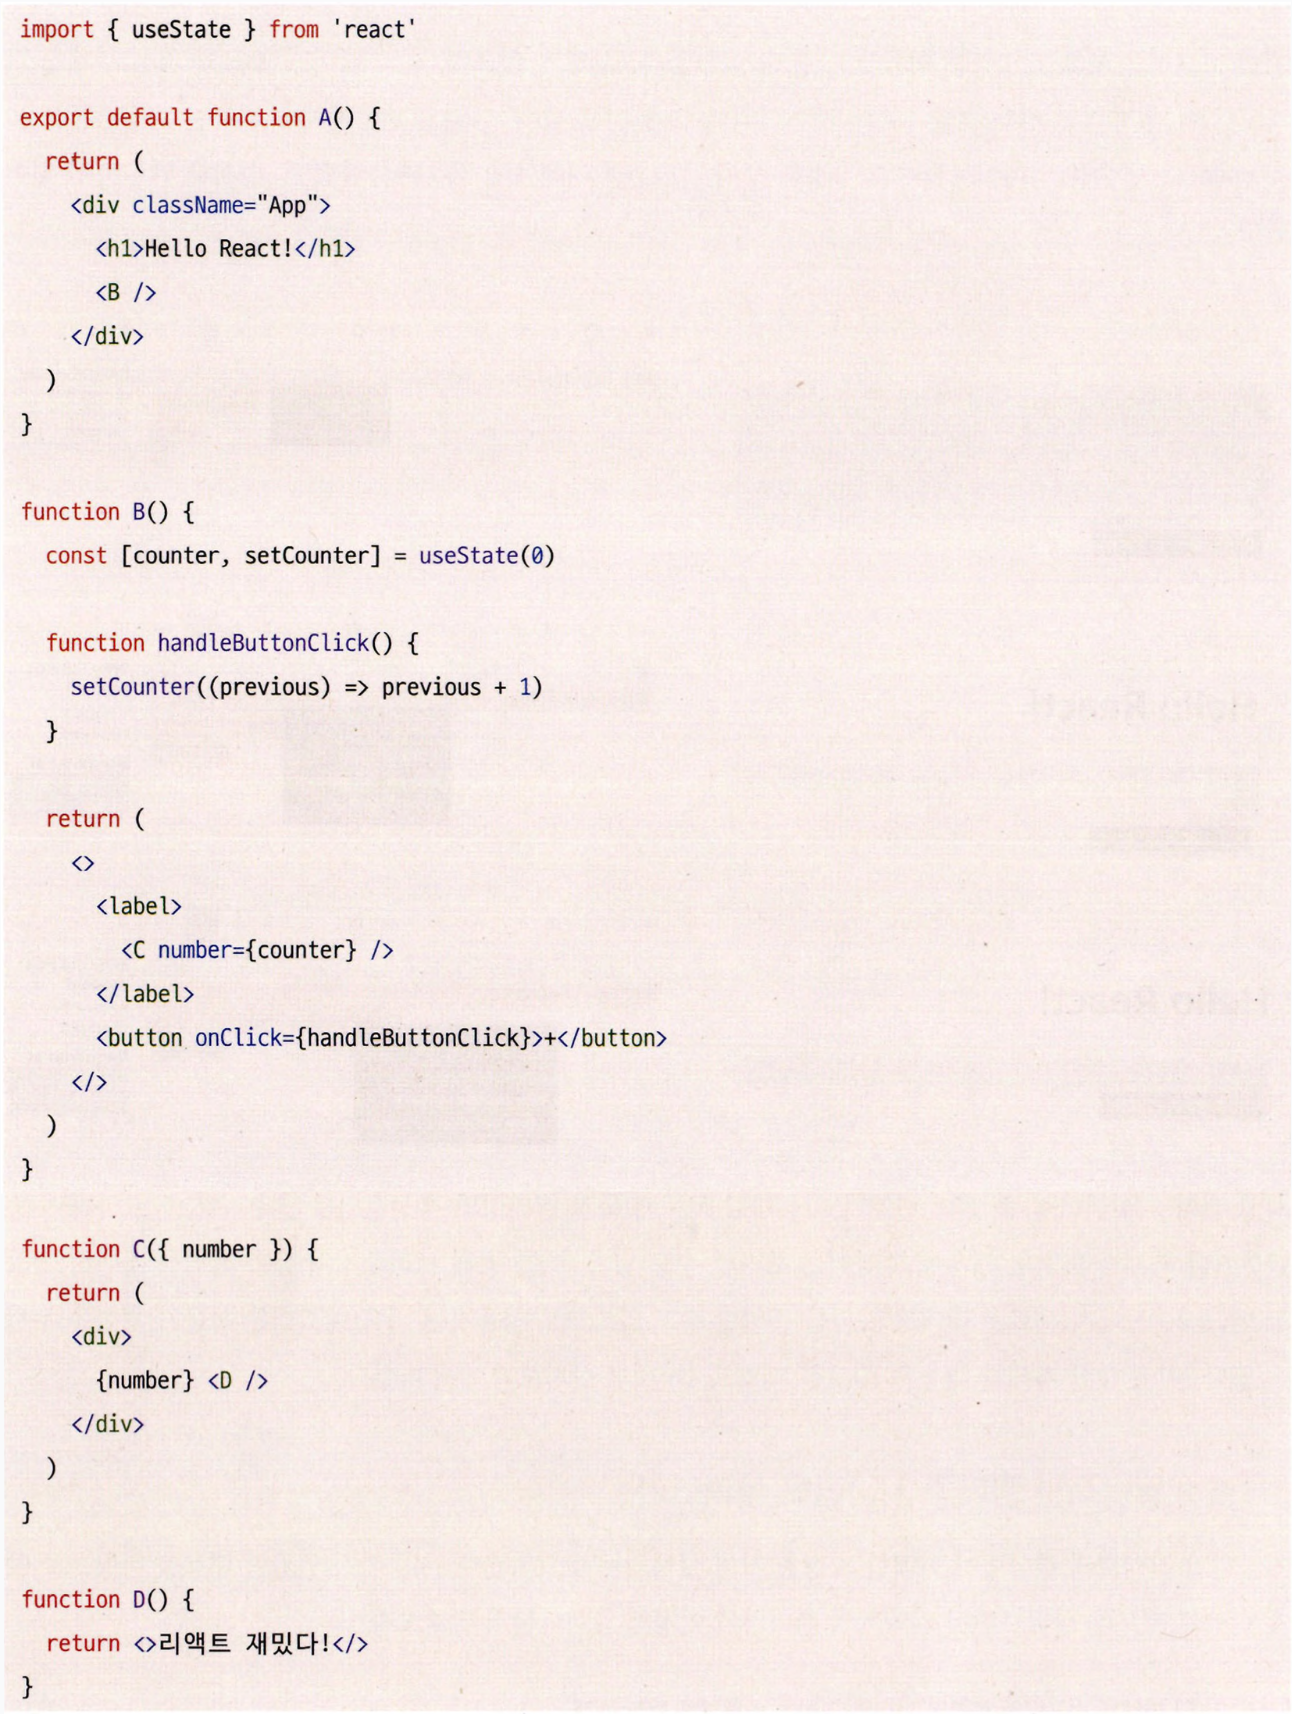 import { useState } from 'react'
export default function A() {
return (
<div className="App">
<h1>Hello React!</h1>
<B />
</div>
)
}
function B() {
const [counter, setCounter] = useState(0)
function handleButtonClick() {
setCounter((previous) => previous + 1)
}
return (
<>
<label>
<C number={counter} />
</label>
<button onClick={handleButtonClick}>+</button>
</>
)
}
function C({ number }) {
return (
<div>
{number} <D />
</div>
)
}
function D() {
return <>리액트 재밌다!</>
}